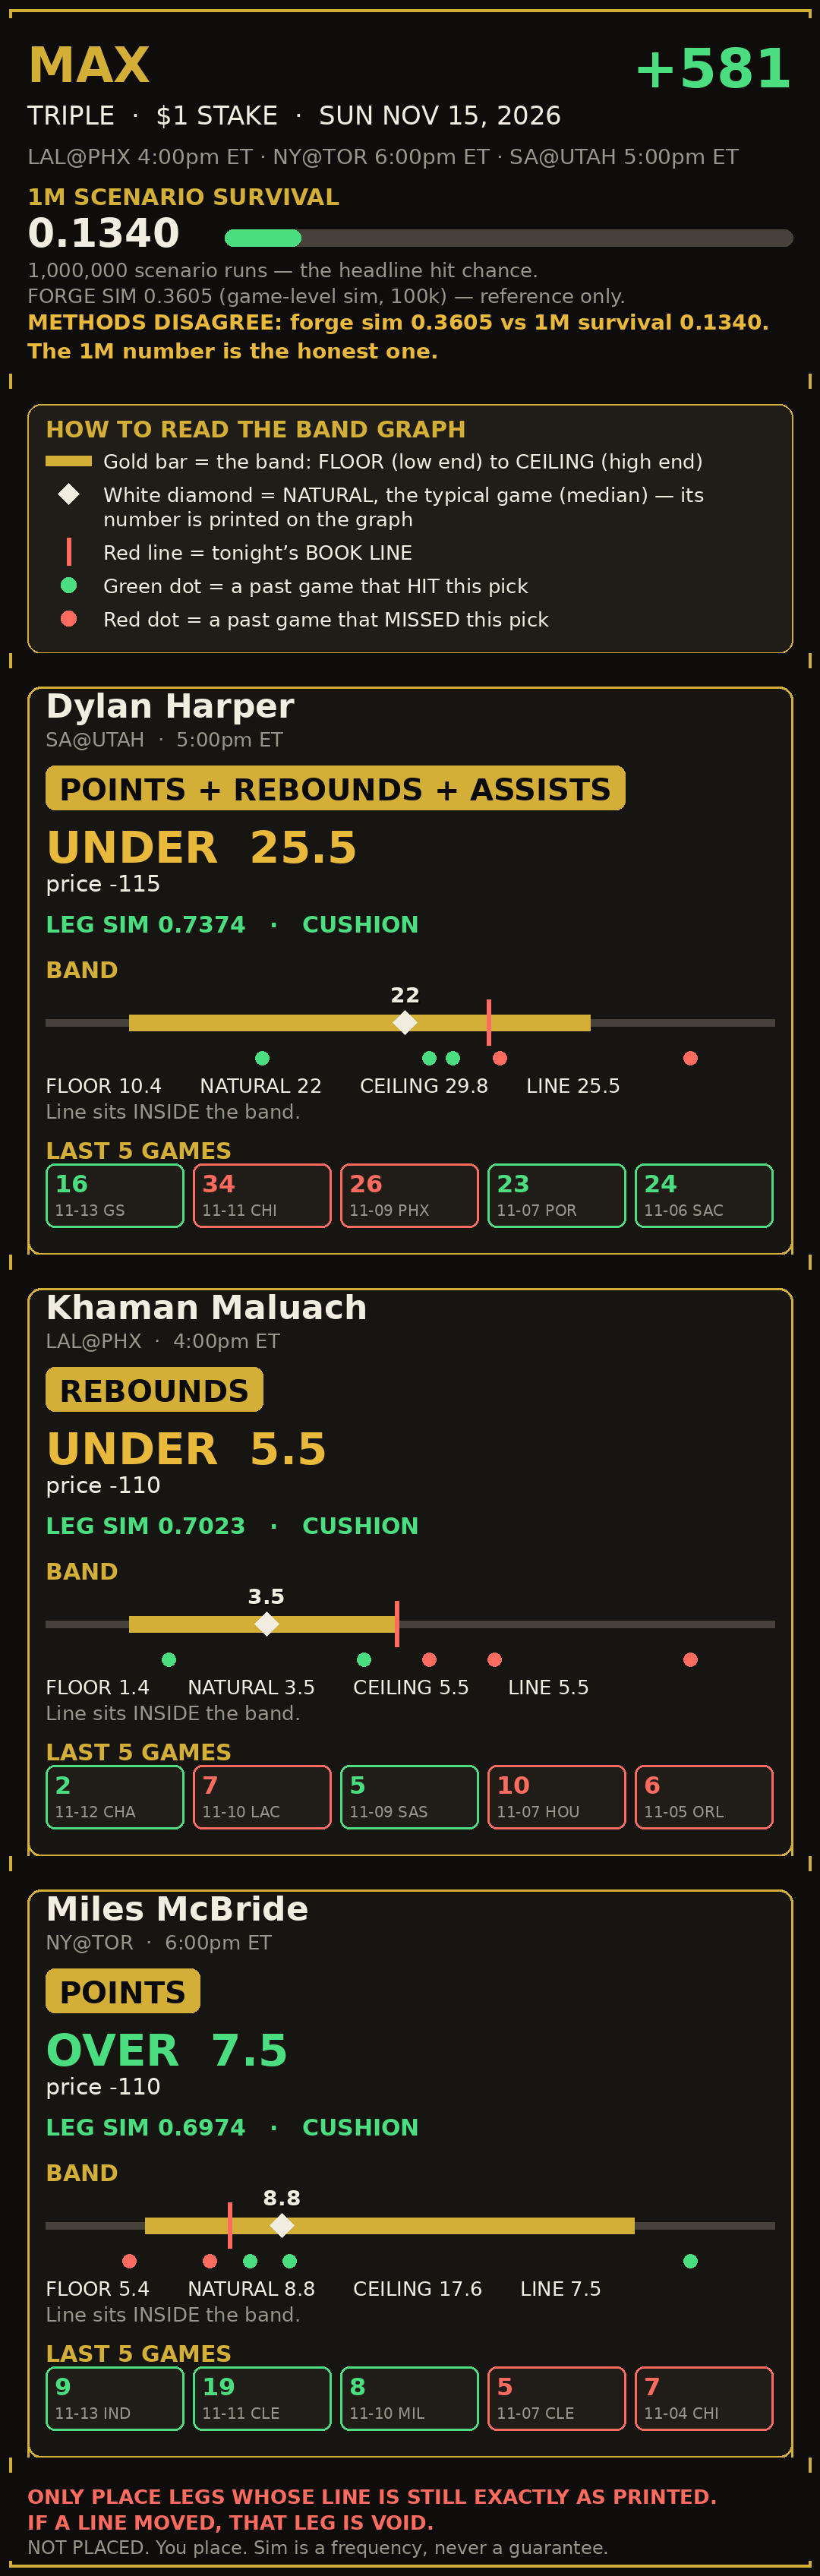 MAX +581
TRIPLE · $1 STAKE · SUN NOV 15, 2026
LAL@PHX 4:00pm ET · NY@TOR 6:00pm ET · SA@UTAH 5:00pm ET
1M SCENARIO SURVIVAL
0.1340
1,000,000 scenario runs — the headline hit chance.
FORGE SIM 0.3605 (game-level sim, 100k) — reference only.
METHODS DISAGREE: forge sim 0.3605 vs 1M survival 0.1340.
The 1M number is the honest one.
HOW TO READ THE BAND GRAPH
Gold bar = the band: FLOOR (low end) to CEILING (high end)
White diamond = NATURAL, the typical game (median) — its
number is printed on the graph
Red line = tonight’s BOOK LINE
Green dot = a past game that HIT this pick
Red dot = a past game that MISSED this pick
Dylan Harper
SA@UTAH · 5:00pm ET
POINTS + REBOUNDS + ASSISTS
UNDER 25.5
price -115
LEG SIM 0.7374 · CUSHION
BAND
22
FLOOR 10.4 NATURAL 22 CEILING 29.8 LINE 25.5
Line sits INSIDE the band.
LAST 5 GAMES
16 34 26 23 24
11-13 GS 11-11 CHI 11-09 PHX 11-07 POR 11-06 SAC
Khaman Maluach
LAL@PHX · 4:00pm ET
REBOUNDS
UNDER 5.5
price -110
LEG SIM 0.7023 · CUSHION
BAND
3.5
FLOOR 1.4 NATURAL 3.5 CEILING 5.5 LINE 5.5
Line sits INSIDE the band.
LAST 5 GAMES
2 7 5 10 6
11-12 CHA 11-10 LAC 11-09 SAS 11-07 HOU 11-05 ORL
Miles McBride
NY@TOR · 6:00pm ET
POINTS
OVER 7.5
price -110
LEG SIM 0.6974 · CUSHION
BAND
8.8
FLOOR 5.4 NATURAL 8.8 CEILING 17.6 LINE 7.5
Line sits INSIDE the band.
LAST 5 GAMES
9 19 8 5 7
11-13 IND 11-11 CLE 11-10 MIL 11-07 CLE 11-04 CHI
ONLY PLACE LEGS WHOSE LINE IS STILL EXACTLY AS PRINTED.
IF A LINE MOVED, THAT LEG IS VOID.
NOT PLACED. You place. Sim is a frequency, never a guarantee.